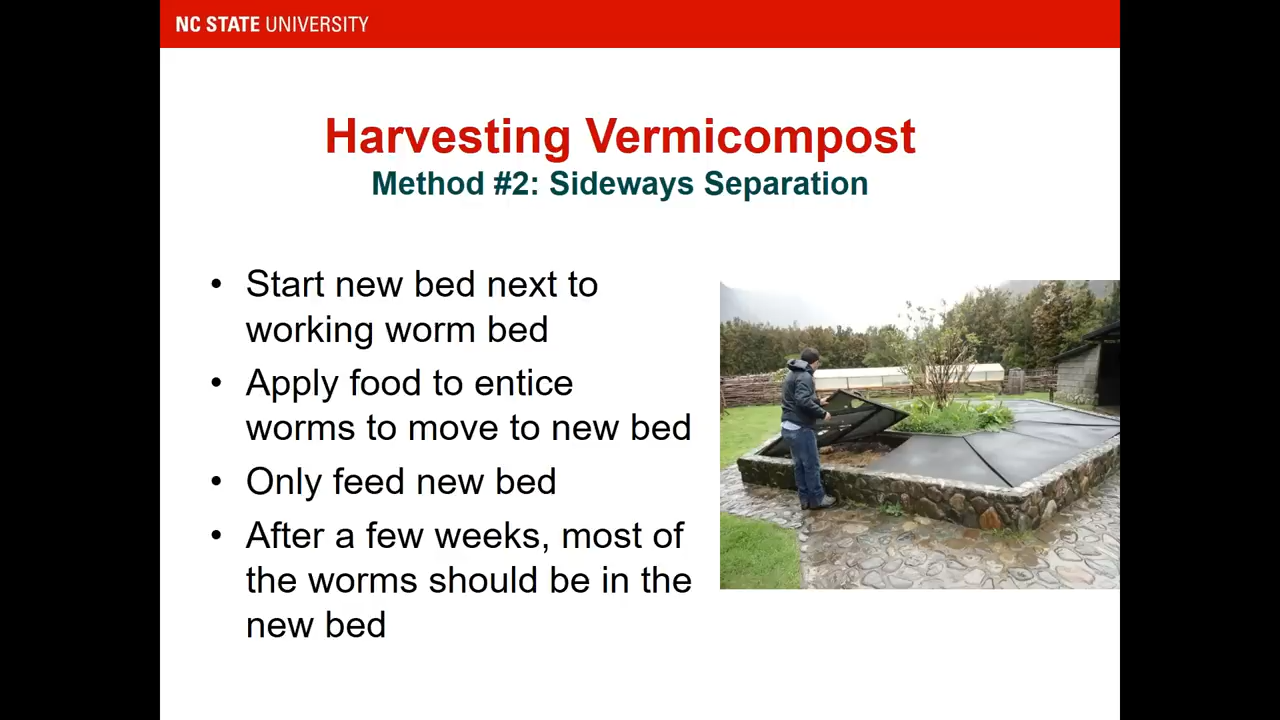 NC STATE UNIVERSITY
Harvesting Vermicompost
Method #2: Sideways Separation
• Start new bed next to
working worm bed
• Apply food to entice
worms to move to new bed
• Only feed new bed
• After a few weeks, most of
the worms should be in the
new bed